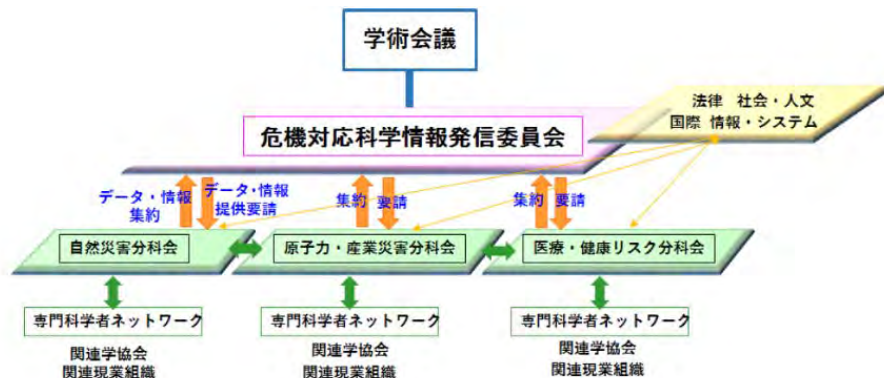 学術会議
法律 社会・人文
国際 情報・システム
危機対応科学情報発信委員会
データ・情報
集約
データ・情報
提供要請
集約
要請
集約
要請
自然災害分科会
原子力・産業災害分科会
医療・健康リスク分科会
専門科学者ネットワーク
専門科学者ネットワーク
専門科学者ネットワーク
関連学協会
関連現業組織
関連学協会
関連現業組織
関連学協会
関連現業組織